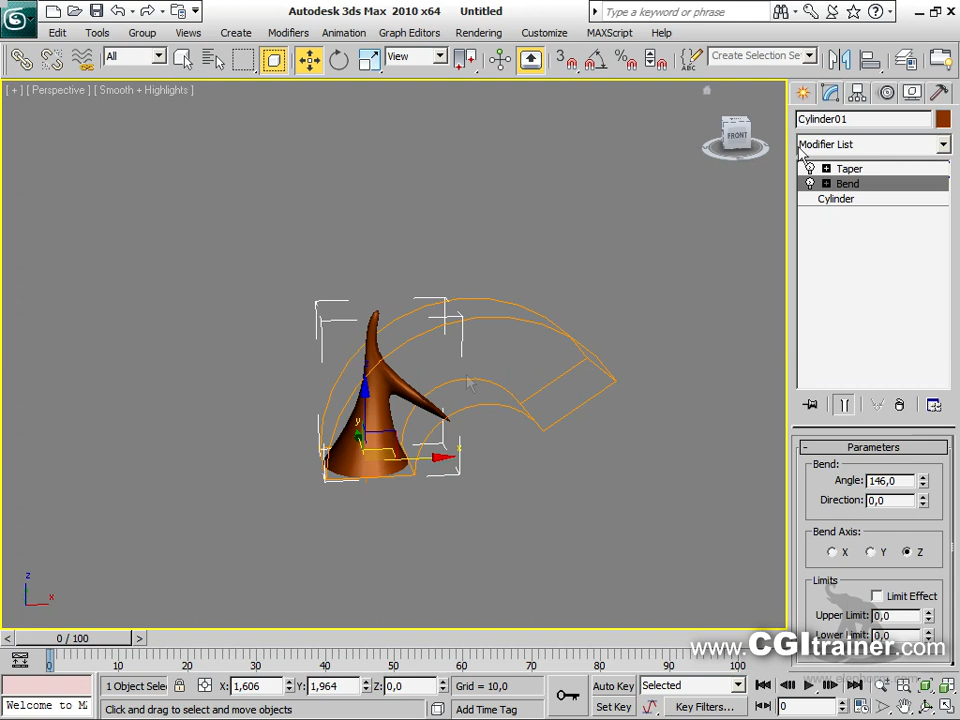 Autodesk 3ds Max 2010 x64 Untitled
Type a keyword or phrase
Edit Tools Group Views Create Modifiers Animation Graph Editors Rendering Customize MAXScript Help
All View 3 Create Selection Se
[ + ] [ Perspective ] [ Smooth + Highlights ]
FRONT
Cylinder01
Modifier List
Taper
Bend
Cylinder
Parameters
Bend:
Angle: 146,0
Direction: 0,0
Bend Axis:
X Y Z
Limits
Limit Effect
Upper Limit: 0,0
Lower Limit: 0,0
y
x
z
x
www.CGItrainer.com
< 0 / 100 >
0 10 20 30 40 50 60 70 80 90 100
1 Object Selec X: 1,606 Y: 1,964 Z: 0,0 Grid = 10,0 Auto Key Selected
Welcome to M
Click and drag to select and move objects Add Time Tag Set Key Key Filters... 0